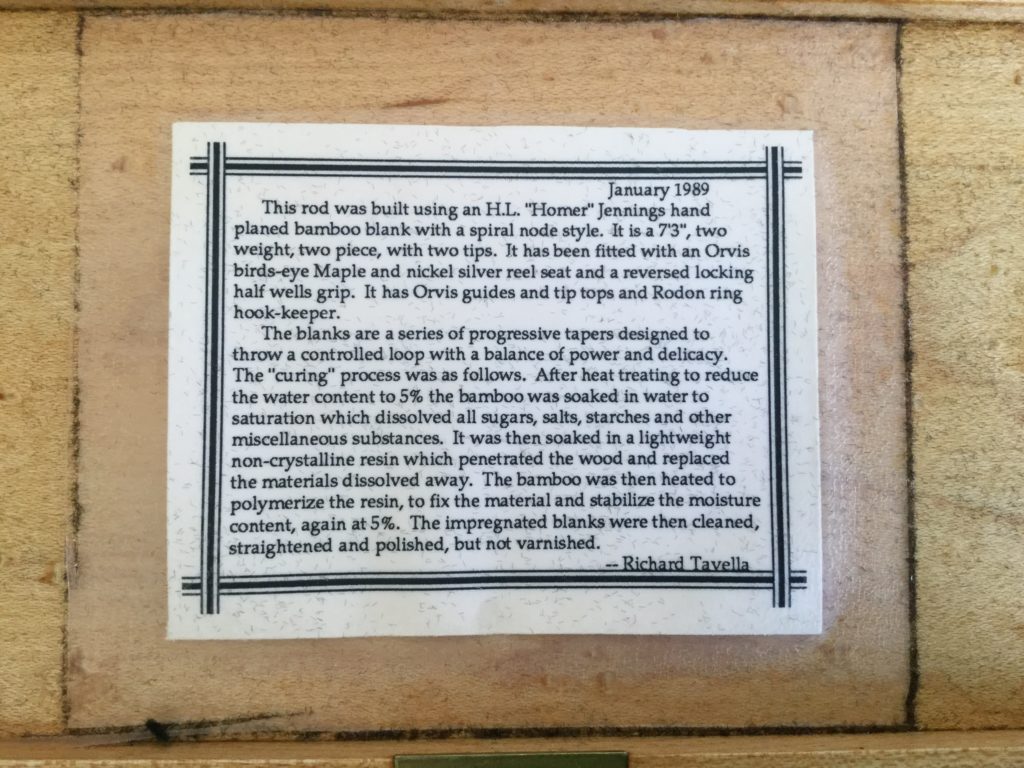 January 1989
This rod was built using an H.L. "Homer" Jennings hand
planed bamboo blank with a spiral node style. It is a 7'3", two
weight, two piece, with two tips. It has been fitted with an Orvis
birds-eye Maple and nickel silver reel seat and a reversed locking
half wells grip. It has Orvis guides and tip tops and Rodon ring
hook-keeper.
The blanks are a series of progressive tapers designed to
throw a controlled loop with a balance of power and delicacy.
The "curing" process was as follows. After heat treating to reduce
the water content to 5% the bamboo was soaked in water to
saturation which dissolved all sugars, salts, starches and other
miscellaneous substances. It was then soaked in a lightweight
non-crystalline resin which penetrated the wood and replaced
the materials dissolved away. The bamboo was then heated to
polymerize the resin, to fix the material and stabilize the moisture
content, again at 5%. The impregnated blanks were then cleaned,
straightened and polished, but not varnished.
-- Richard Tavella